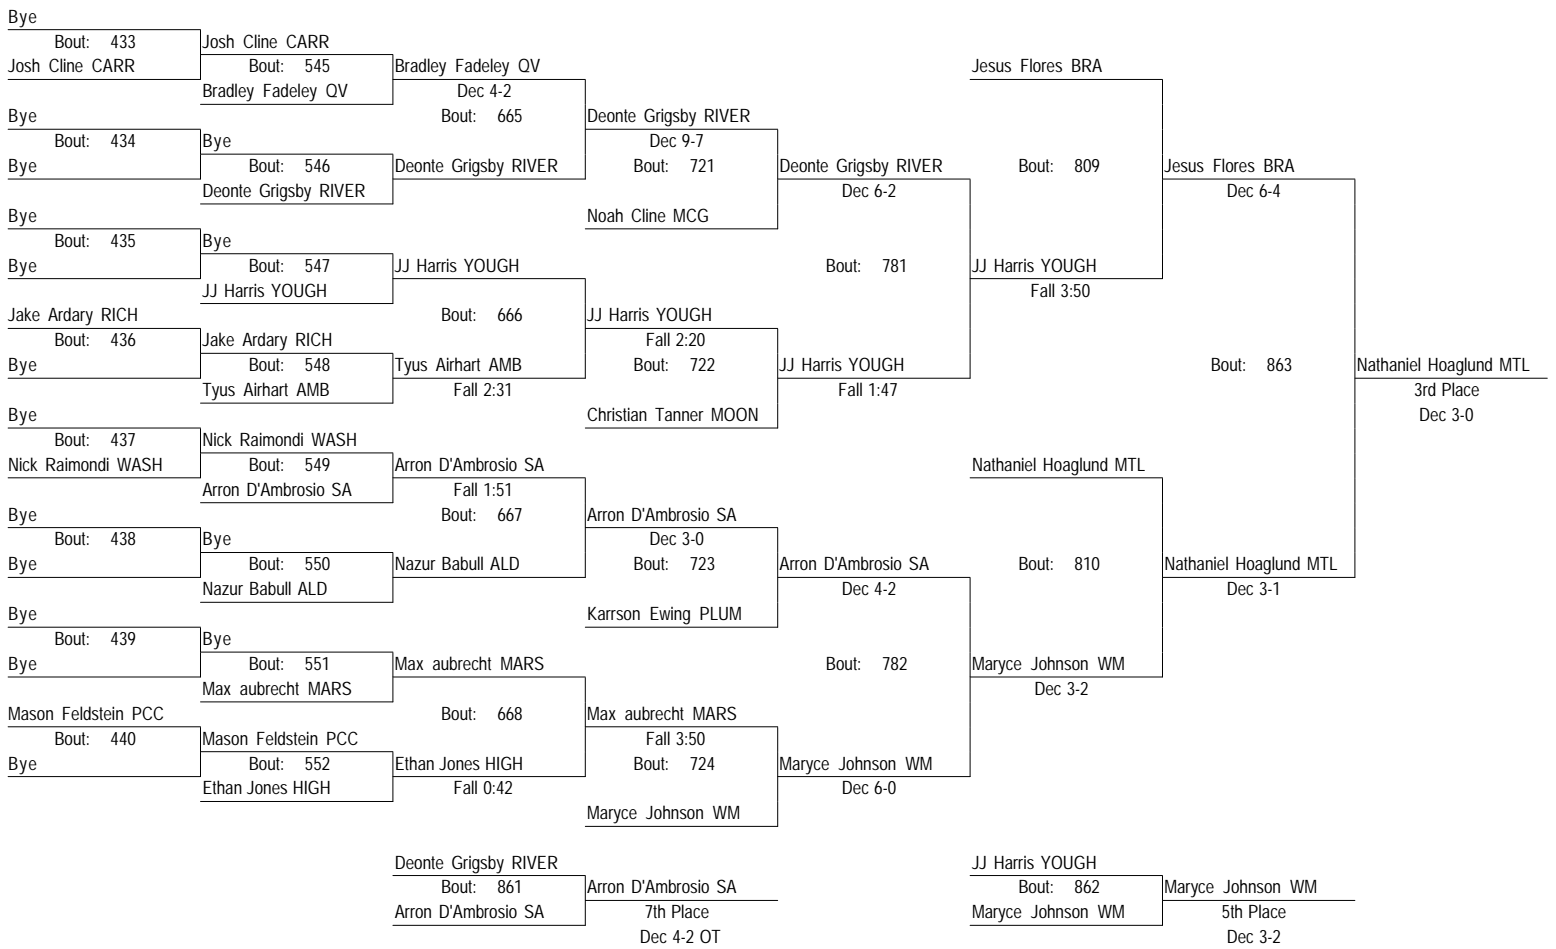 Bye
Bout: 433
Josh Cline CARR
Bye
Bout: 434
Bye
Bye
Bout: 435
Bye
Jake Ardary RICH
Bout: 436
Bye
Bye
Bout: 437
Nick Raimondi WASH
Bye
Bout: 438
Bye
Bye
Bout: 439
Bye
Mason Feldstein PCC
Bout: 440
Bye
Josh Cline CARR
Bout: 545
Bradley Fadeley QV
Bye
Bout: 546
Deonte Grigsby RIVER
Bye
Bout: 547
JJ Harris YOUGH
Jake Ardary RICH
Bout: 548
Tyus Airhart AMB
Nick Raimondi WASH
Bout: 549
Arron D'Ambrosio SA
Bye
Bout: 550
Nazur Babull ALD
Bye
Bout: 551
Max aubrecht MARS
Mason Feldstein PCC
Bout: 552
Ethan Jones HIGH
Bradley Fadeley QV
Dec 4-2
Bout: 665
Deonte Grigsby RIVER
JJ Harris YOUGH
Bout: 666
Tyus Airhart AMB
Fall 2:31
Arron D'Ambrosio SA
Fall 1:51
Bout: 667
Nazur Babull ALD
Max aubrecht MARS
Bout: 668
Ethan Jones HIGH
Fall 0:42
Deonte Grigsby RIVER
Dec 9-7
Bout: 721
Noah Cline MCG
JJ Harris YOUGH
Fall 2:20
Bout: 722
Christian Tanner MOON
Arron D'Ambrosio SA
Dec 3-0
Bout: 723
Karrson Ewing PLUM
Max aubrecht MARS
Fall 3:50
Bout: 724
Maryce Johnson WM
Deonte Grigsby RIVER
Dec 6-2
Bout: 781
JJ Harris YOUGH
Fall 1:47
Arron D'Ambrosio SA
Dec 4-2
Bout: 782
Maryce Johnson WM
Dec 6-0
Jesus Flores BRA
Bout: 809
JJ Harris YOUGH
Fall 3:50
Nathaniel Hoaglund MTL
Bout: 810
Maryce Johnson WM
Dec 3-2
Jesus Flores BRA
Dec 6-4
Bout: 863
Nathaniel Hoaglund MTL
Dec 3-1
Nathaniel Hoaglund MTL
3rd Place
Dec 3-0
Deonte Grigsby RIVER
Bout: 861
Arron D'Ambrosio SA
Arron D'Ambrosio SA
7th Place
Dec 4-2 OT
JJ Harris YOUGH
Bout: 862
Maryce Johnson WM
Maryce Johnson WM
5th Place
Dec 3-2